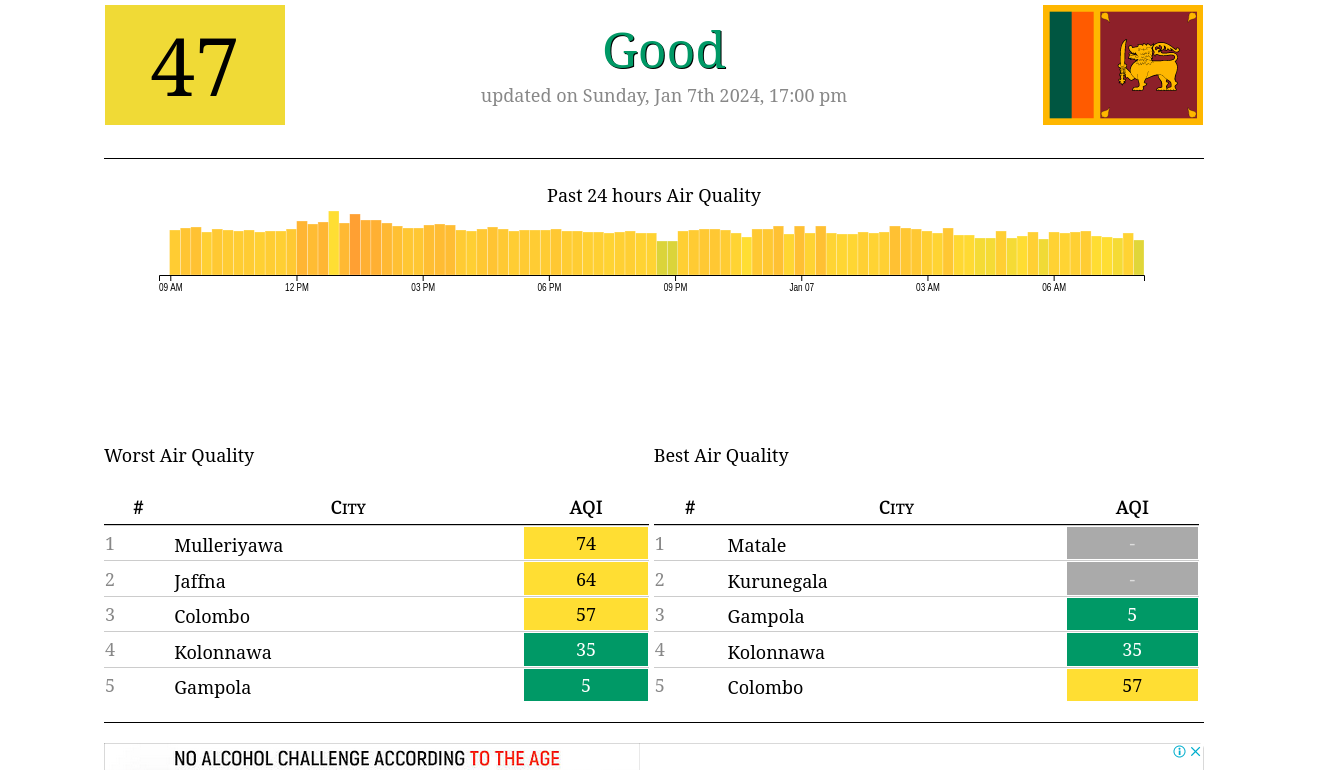 47
Good
updated on Sunday, Jan 7th 2024, 17:00 pm
Past 24 hours Air Quality
09 AM 12 PM 03 PM 06 PM 09 PM Jan 07 03 AM 06 AM
Worst Air Quality
# City AQI
1 Mulleriyawa 74
2 Jaffna 64
3 Colombo 57
4 Kolonnawa 35
5 Gampola 5
Best Air Quality
# City AQI
1 Matale -
2 Kurunegala -
3 Gampola 5
4 Kolonnawa 35
5 Colombo 57
NO ALCOHOL CHALLENGE ACCORDING TO THE AGE